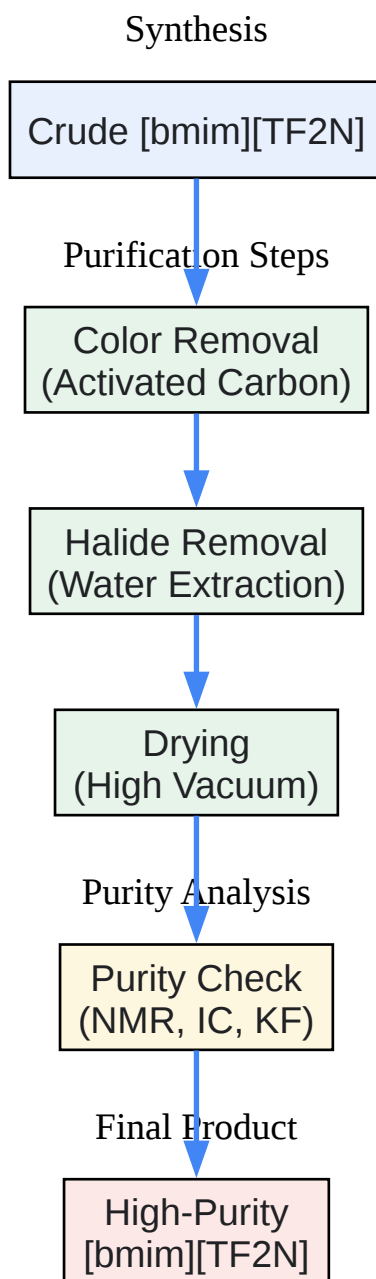 Synthesis
Crude [bmim][TF2N]
Purification Steps
Color Removal
(Activated Carbon)
Halide Removal
(Water Extraction)
Drying
(High Vacuum)
Purity Analysis
Purity Check
(NMR, IC, KF)
Final Product
High-Purity
[bmim][TF2N]